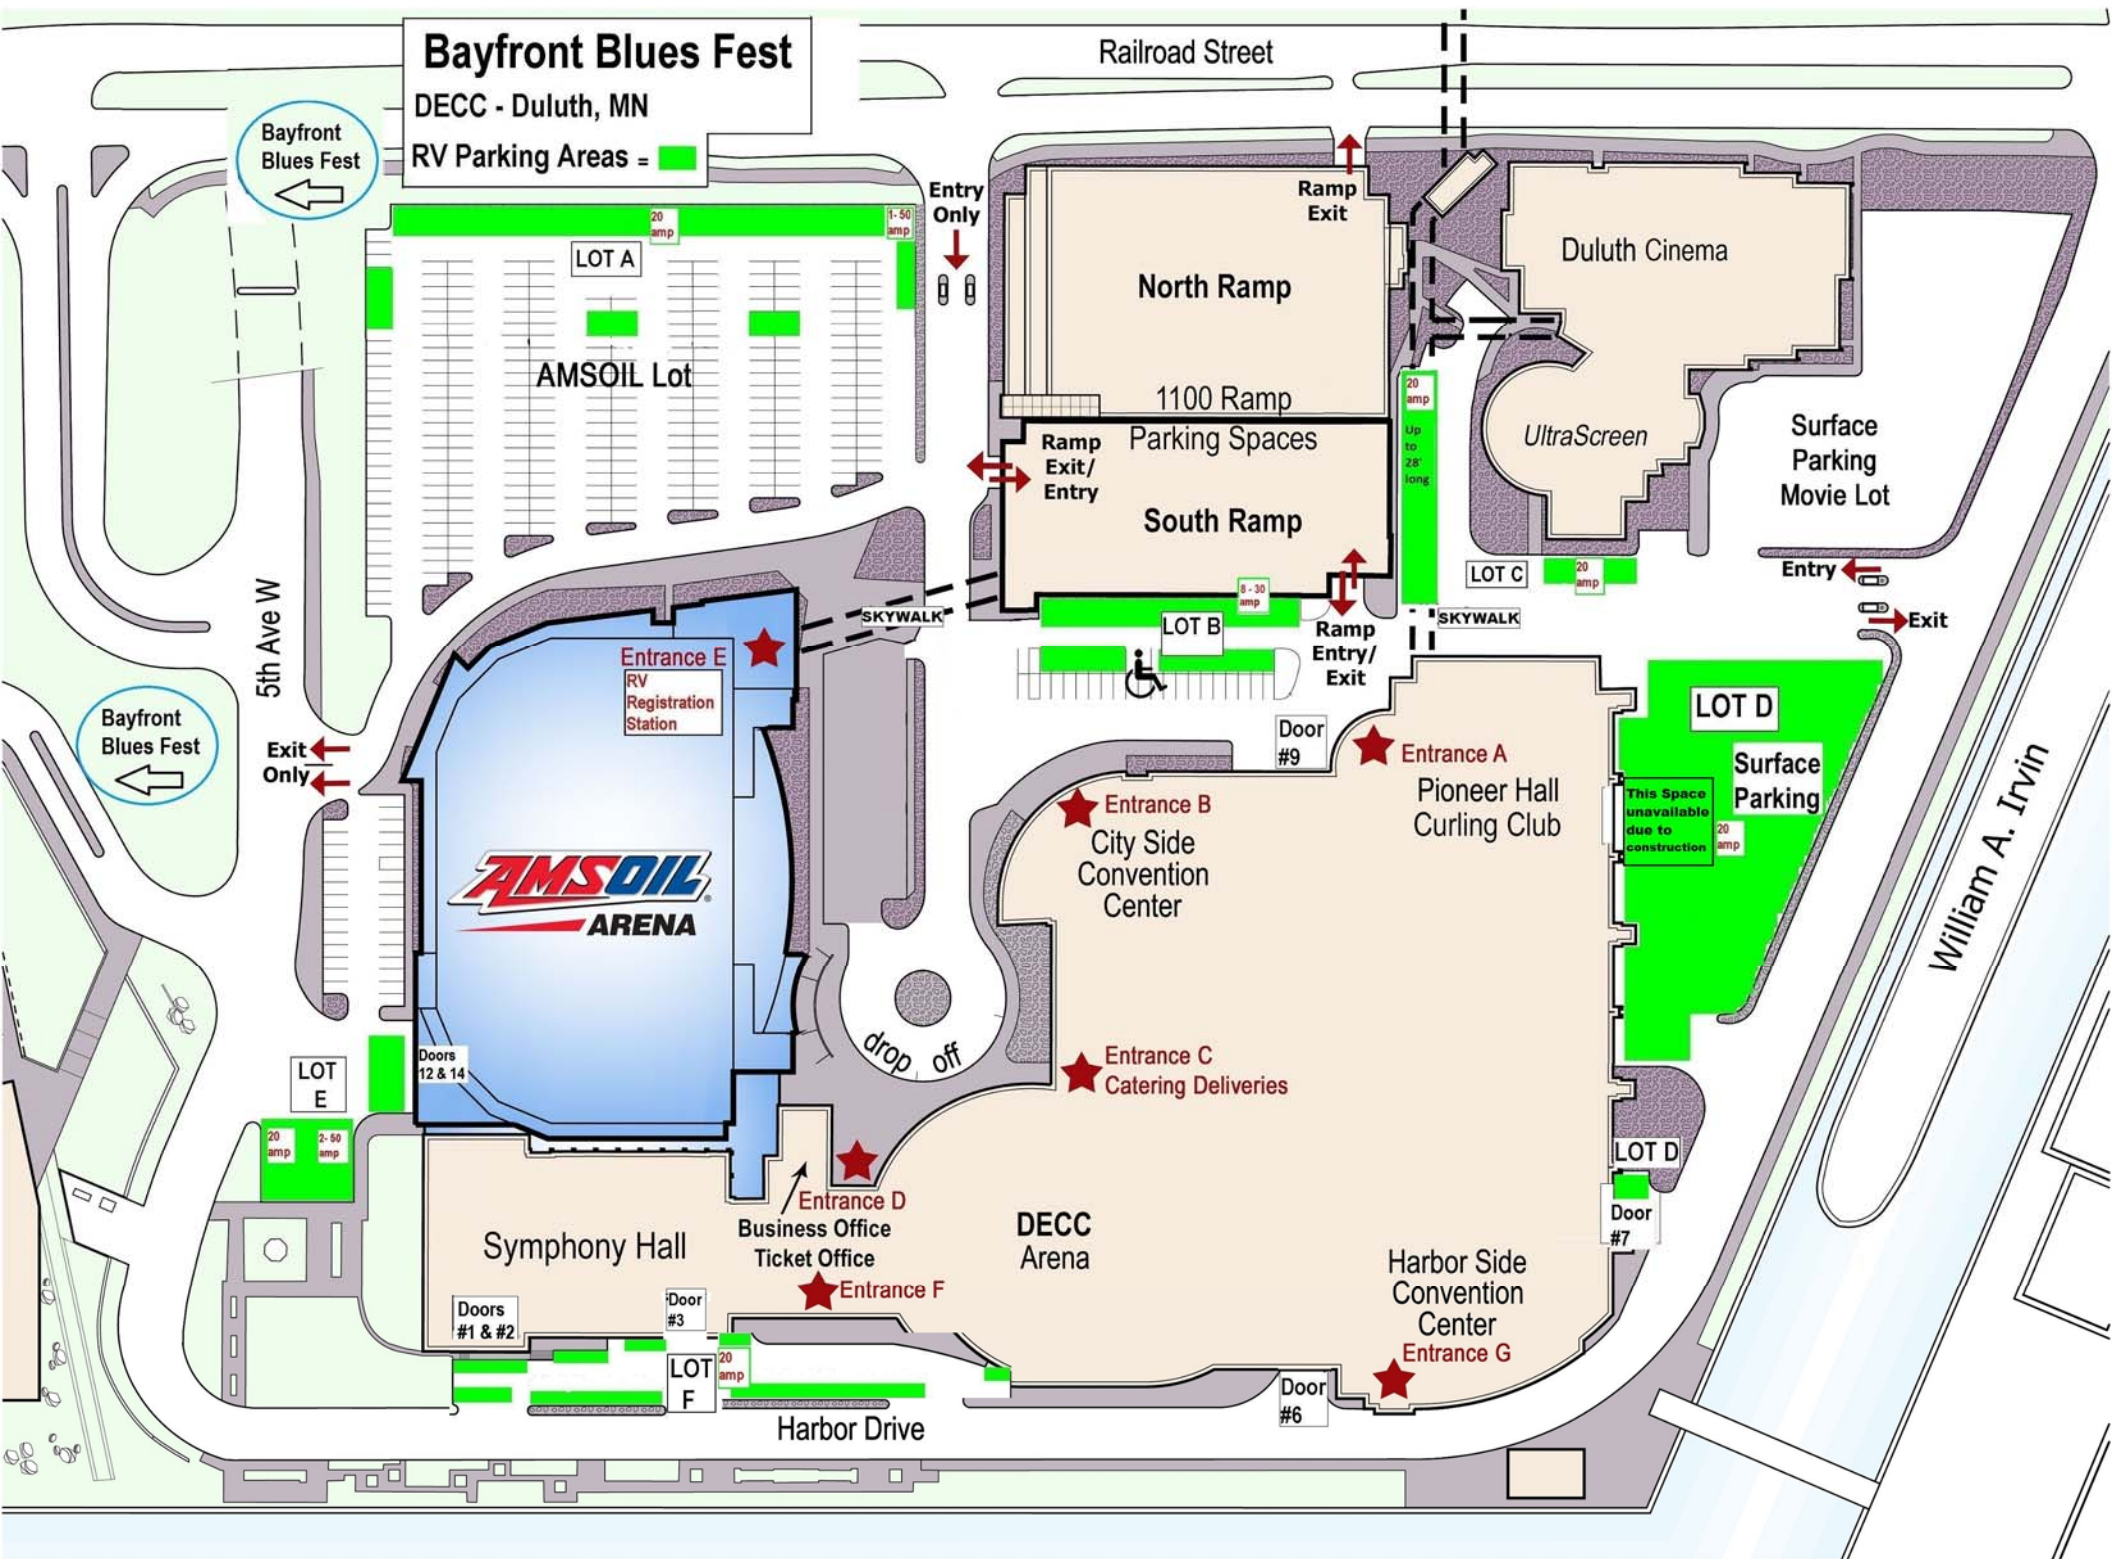 Bayfront Blues Fest
DECC - Duluth, MN
RV Parking Areas =
Railroad Street
Bayfront
Blues Fest
Entry
Only
Ramp
Exit
20
amp
1- 50
amp
LOT A
AMSOIL Lot
North Ramp
1100 Ramp
Parking Spaces
South Ramp
Ramp
Exit/
Entry
Duluth Cinema
UltraScreen
20
amp
Up
to
28'
long
Surface
Parking
Movie Lot
LOT C
20
amp
Entry
Exit
SKYWALK
SKYWALK
8 - 30
amp
LOT B
Ramp
Entry/
Exit
5th Ave W
Bayfront
Blues Fest
Exit
Only
Entrance E
RV
Registration
Station
AMSOIL
®
ARENA
Door
#9
Entrance A
Pioneer Hall
Curling Club
Entrance B
City Side
Convention
Center
LOT D
Surface
Parking
This Space
unavailable
due to
construction
20
amp
William A. Irvin
drop off
Entrance C
Catering Deliveries
Doors
12 & 14
LOT
E
20
amp
2- 50
amp
LOT D
Door
#7
Entrance D
Business Office
Ticket Office
Entrance F
Symphony Hall
DECC
Arena
Harbor Side
Convention
Center
Entrance G
Doors
#1 & #2
Door
#3
LOT
F
20
amp
Door
#6
Harbor Drive